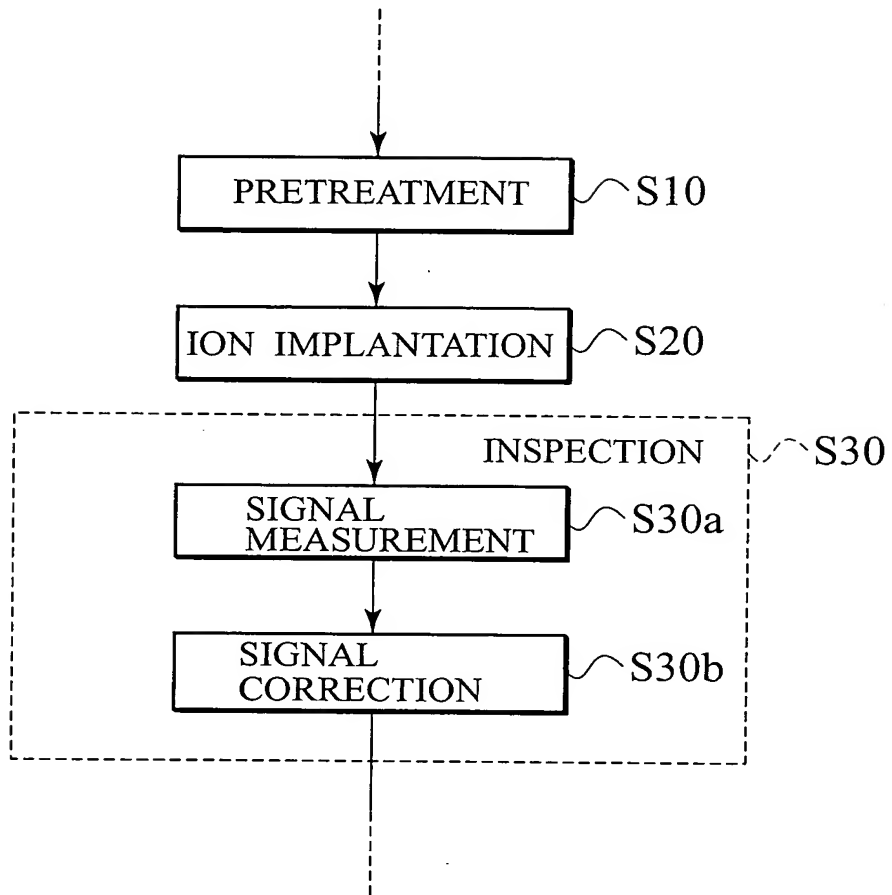 PRETREATMENT
S10
ION IMPLANTATION
S20
INSPECTION
S30
SIGNAL
MEASUREMENT
S30a
SIGNAL
CORRECTION
S30b